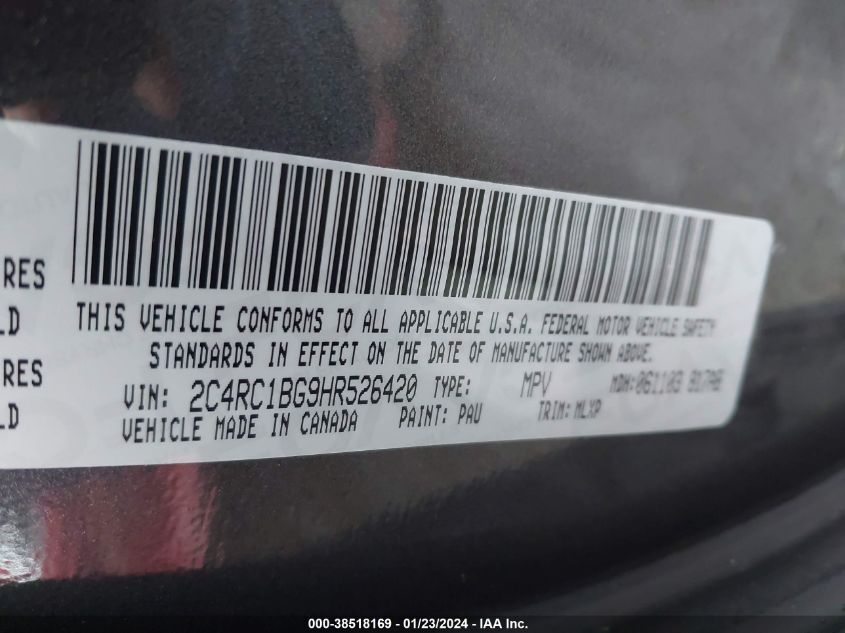 RES
LD
RES
LD
THIS VEHICLE CONFORMS TO ALL APPLICABLE U.S.A. FEDERAL MOTOR VEHICLE SAFETY
STANDARDS IN EFFECT ON THE DATE OF MANUFACTURE SHOWN ABOVE.
VIN: 2C4RC1BG9HR526420 TYPE: MPV MDH:061103
VEHICLE MADE IN CANADA PAINT: PAU TRIM: MLXP
000-38518169 - 01/23/2024 - IAA Inc.